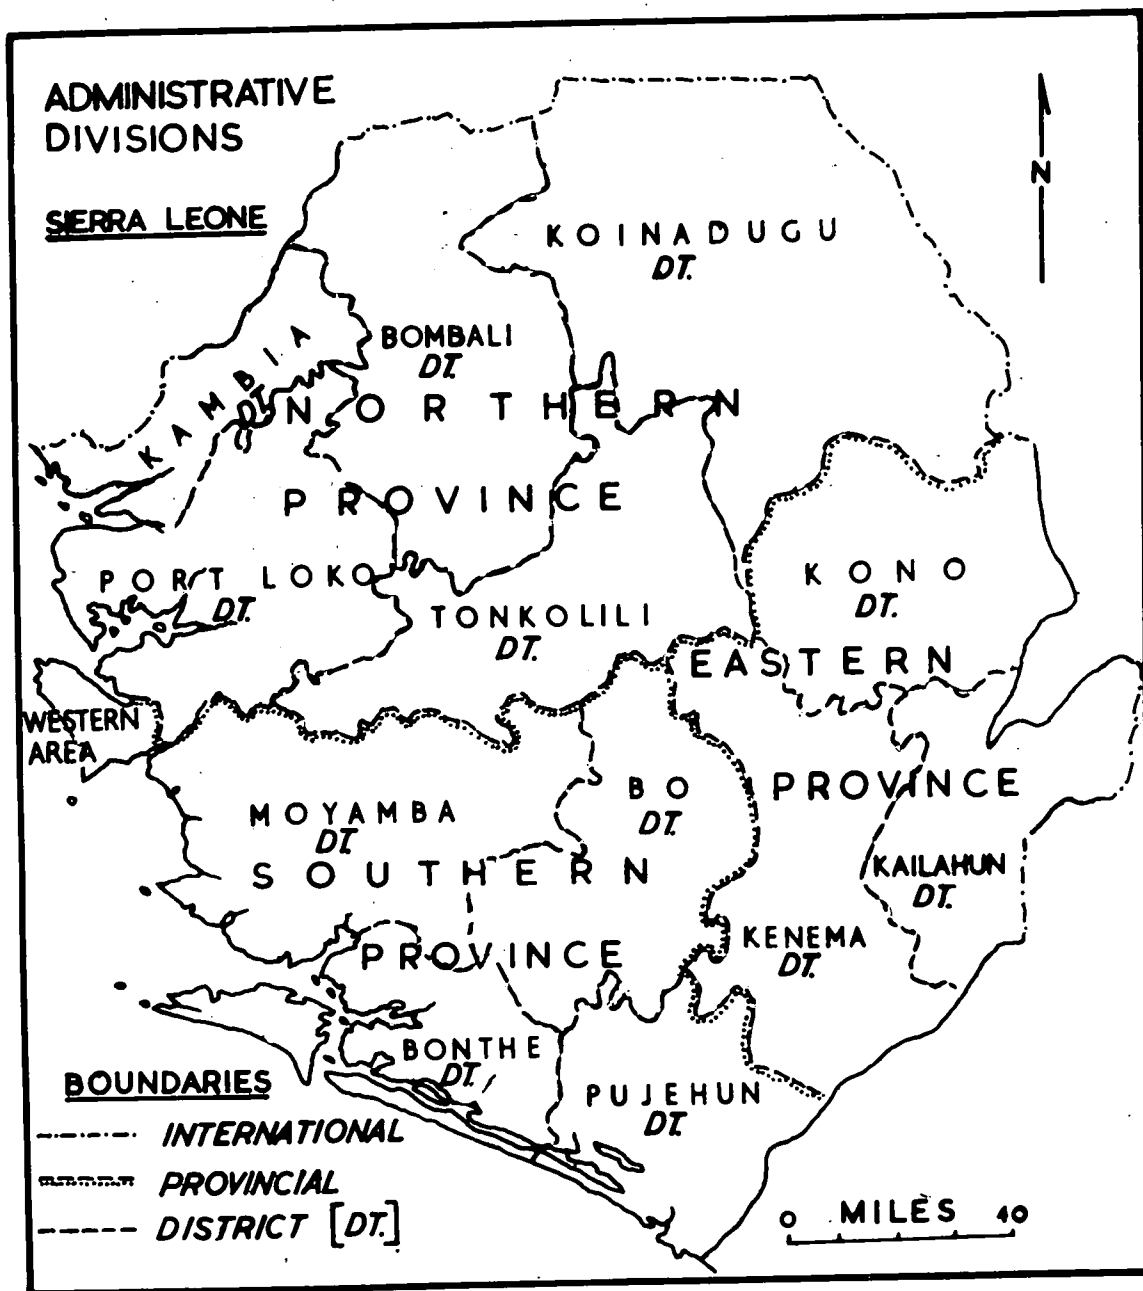 ADMINISTRATIVE
DIVISIONS
SIERRA LEONE
N
KOINADUGU
DT.
BOMBALI
DT.
KAMBIA
DT.
NORTHERN
PROVINCE
PORT LOKO
DT.
KONO
DT.
TONKOLILI
DT.
EASTERN
PROVINCE
WESTERN
AREA
MOYAMBA
DT.
BO
DT.
SOUTHERN
PROVINCE
KAILAHUN
DT.
KENEMA
DT.
BONTHE
DT.
PUJEHUN
DT.
BOUNDARIES
INTERNATIONAL
PROVINCIAL
DISTRICT [DT.]
0 MILES 40